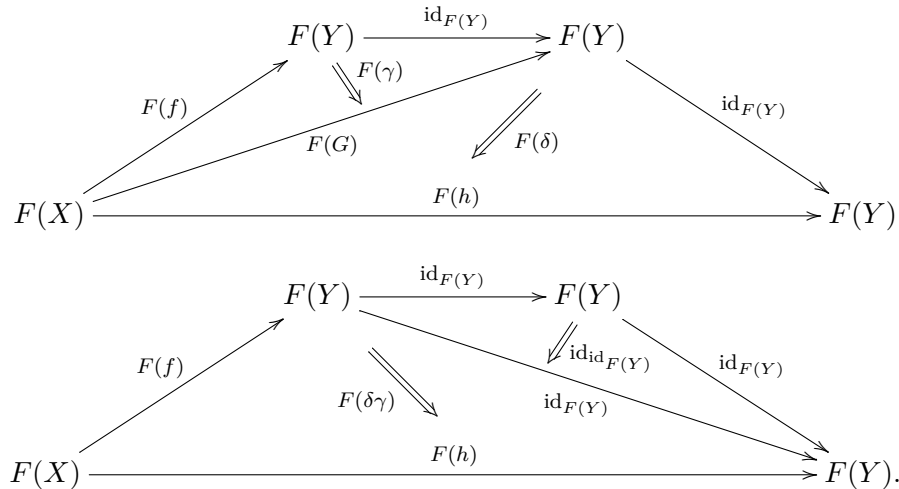 id_{F(Y)}
F(Y) F(Y)
F(γ)
F(f) id_{F(Y)}
F(G) F(δ)
F(h)
F(X) F(Y)
id_{F(Y)}
F(Y) F(Y)
id_{id_{F(Y)}}
F(f) id_{F(Y)}
F(δγ) id_{F(Y)}
F(h)
F(X) F(Y).